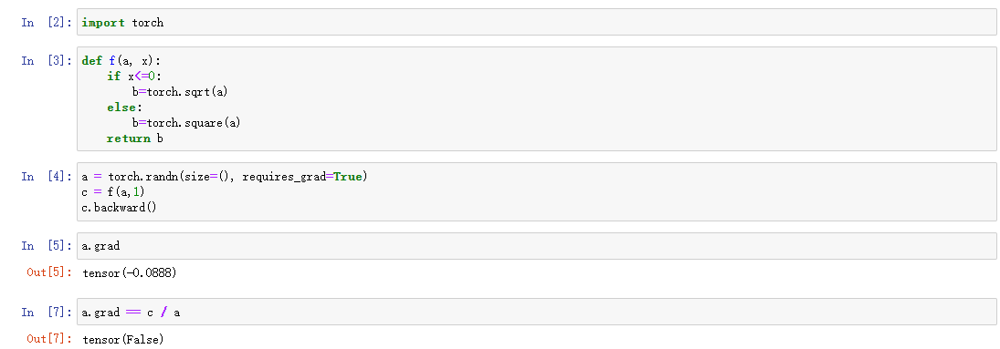 In [2]: import torch
In [3]: def f(a, x):
    if x<=0:
        b=torch.sqrt(a)
    else:
        b=torch.square(a)
    return b
In [4]: a = torch.randn(size=(), requires_grad=True)
c = f(a,1)
c.backward()
In [5]: a.grad
Out[5]: tensor(-0.0888)
In [7]: a.grad == c / a
Out[7]: tensor(False)